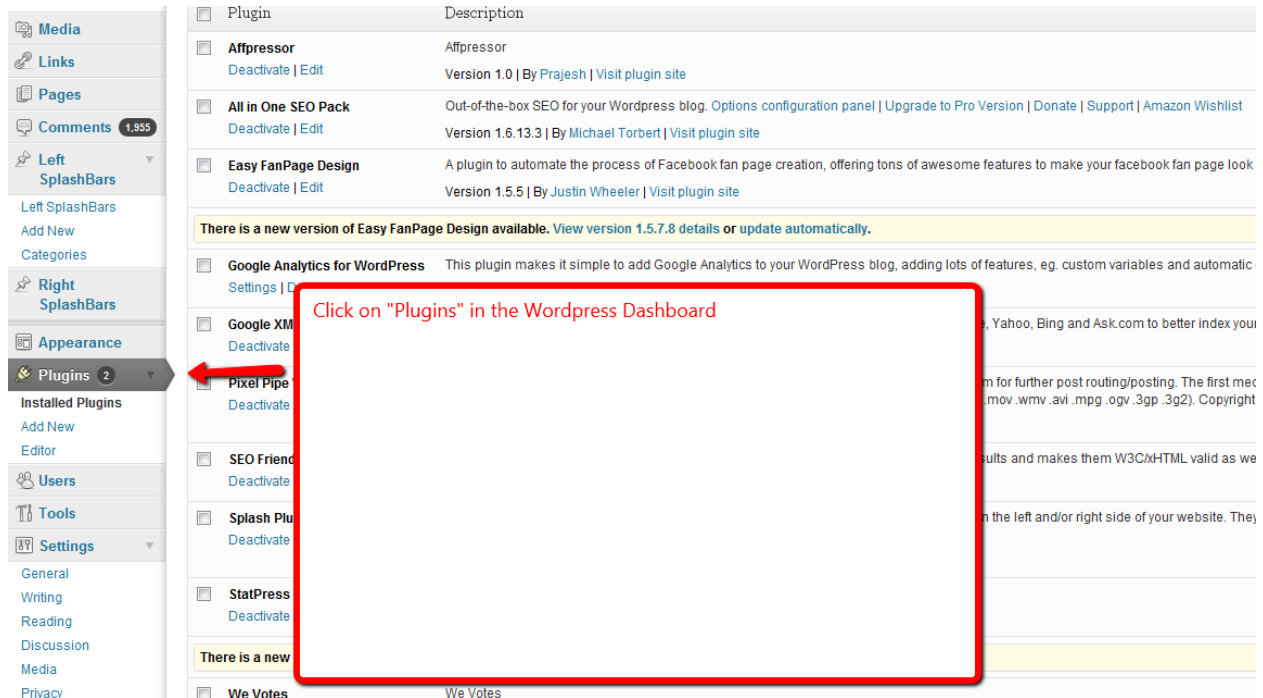 Media
Links
Pages
Comments 1,955
Left
SplashBars
Left SplashBars
Add New
Categories
Right
SplashBars
Appearance
Plugins 2
Installed Plugins
Add New
Editor
Users
Tools
Settings
General
Writing
Reading
Discussion
Media
Privacy
Plugin Description
Affpressor Affpressor
Deactivate | Edit Version 1.0 | By Prajesh | Visit plugin site
All in One SEO Pack Out-of-the-box SEO for your Wordpress blog. Options configuration panel | Upgrade to Pro Version | Donate | Support | Amazon Wishlist
Deactivate | Edit Version 1.6.13.3 | By Michael Torbert | Visit plugin site
Easy FanPage Design A plugin to automate the process of Facebook fan page creation, offering tons of awesome features to make your facebook fan page look
Deactivate | Edit Version 1.5.5 | By Justin Wheeler | Visit plugin site
There is a new version of Easy FanPage Design available. View version 1.5.7.8 details or update automatically.
Google Analytics for WordPress This plugin makes it simple to add Google Analytics to your WordPress blog, adding lots of features, eg. custom variables and automatic
Settings | D
Click on "Plugins" in the Wordpress Dashboard
Google XM , Yahoo, Bing and Ask.com to better index your
Deactivate
Pixel Pipe m for further post routing/posting. The first med
Deactivate .mov .wmv .avi .mpg .ogv .3gp .3g2). Copyright
SEO Friend sults and makes them W3C/xHTML valid as we
Deactivate
Splash Plu n the left and/or right side of your website. They
Deactivate
StatPress
Deactivate
There is a new
We Votes We Votes